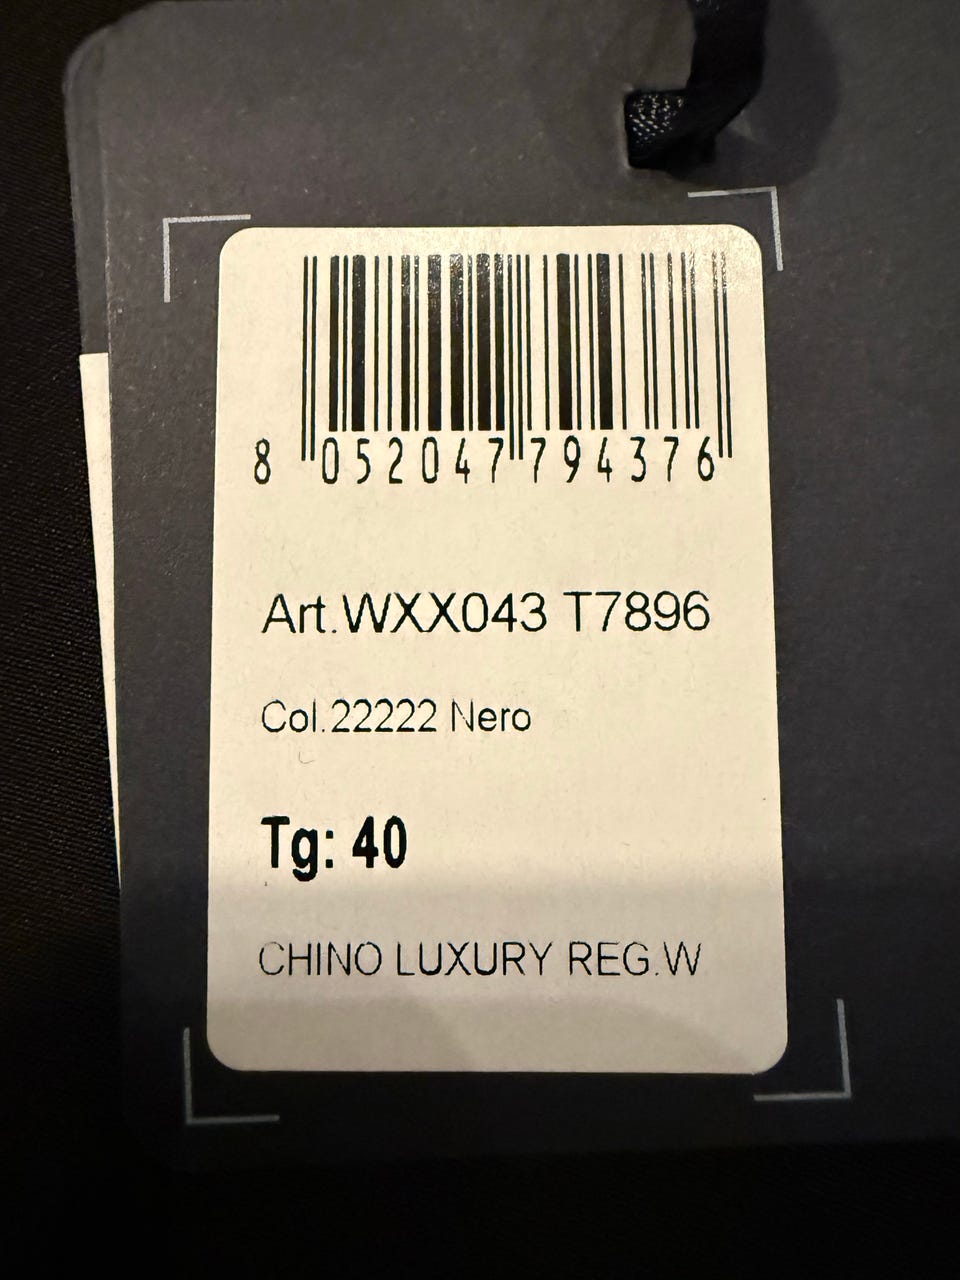 8 052047 794376
Art.WXX043 T7896
Col.22222 Nero
Tg: 40
CHINO LUXURY REG.W